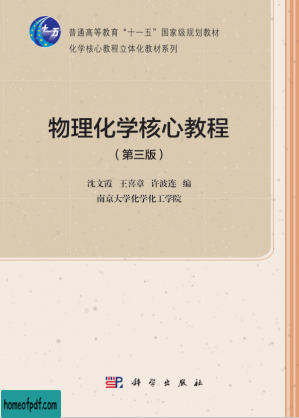 十一五
普通高等教育“十一五”国家级规划教材
化学核心教程立体化教材系列
物理化学核心教程
（第三版）
沈文霞 王喜章 许波连 编
南京大学化学化工学院
科学出版社
homeofpdf.com